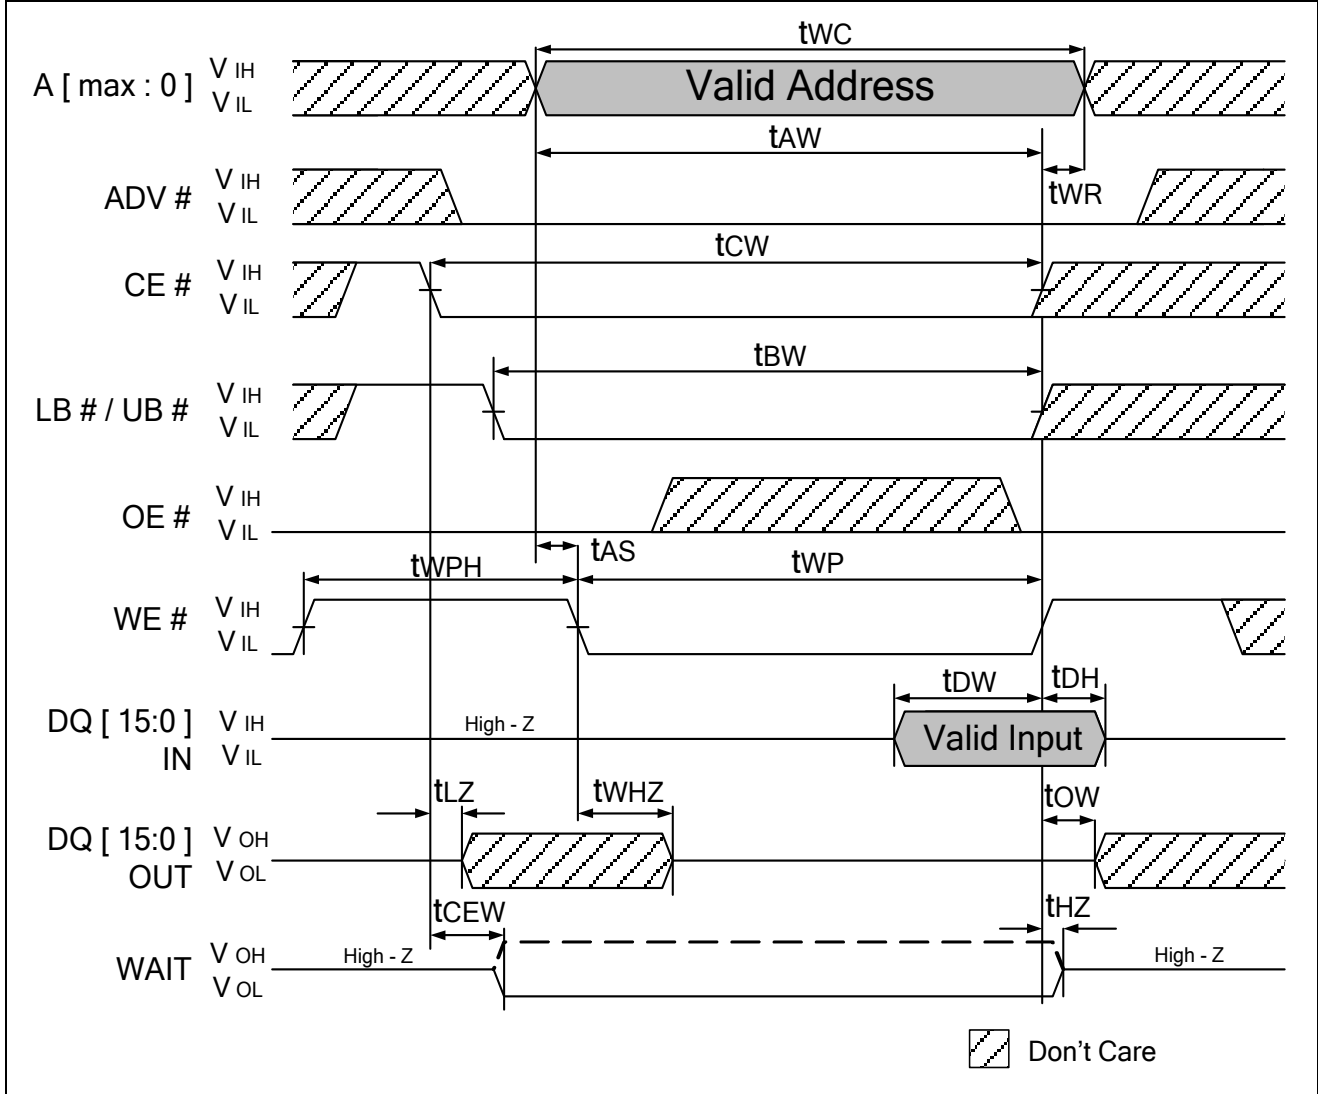 tWC
A [ max : 0 ] V IH
V IL
Valid Address
tAW
ADV # V IH
V IL
tWR
tCW
CE # V IH
V IL
tBW
LB # / UB # V IH
V IL
OE # V IH
V IL
tAS
tWPH tWP
WE # V IH
V IL
tDW tDH
DQ [ 15:0 ] V IH
IN V IL
High - Z
Valid Input
tLZ tWHZ tOW
DQ [ 15:0 ] V OH
OUT V OL
tCEW tHZ
WAIT V OH
V OL
High - Z High - Z
Don't Care